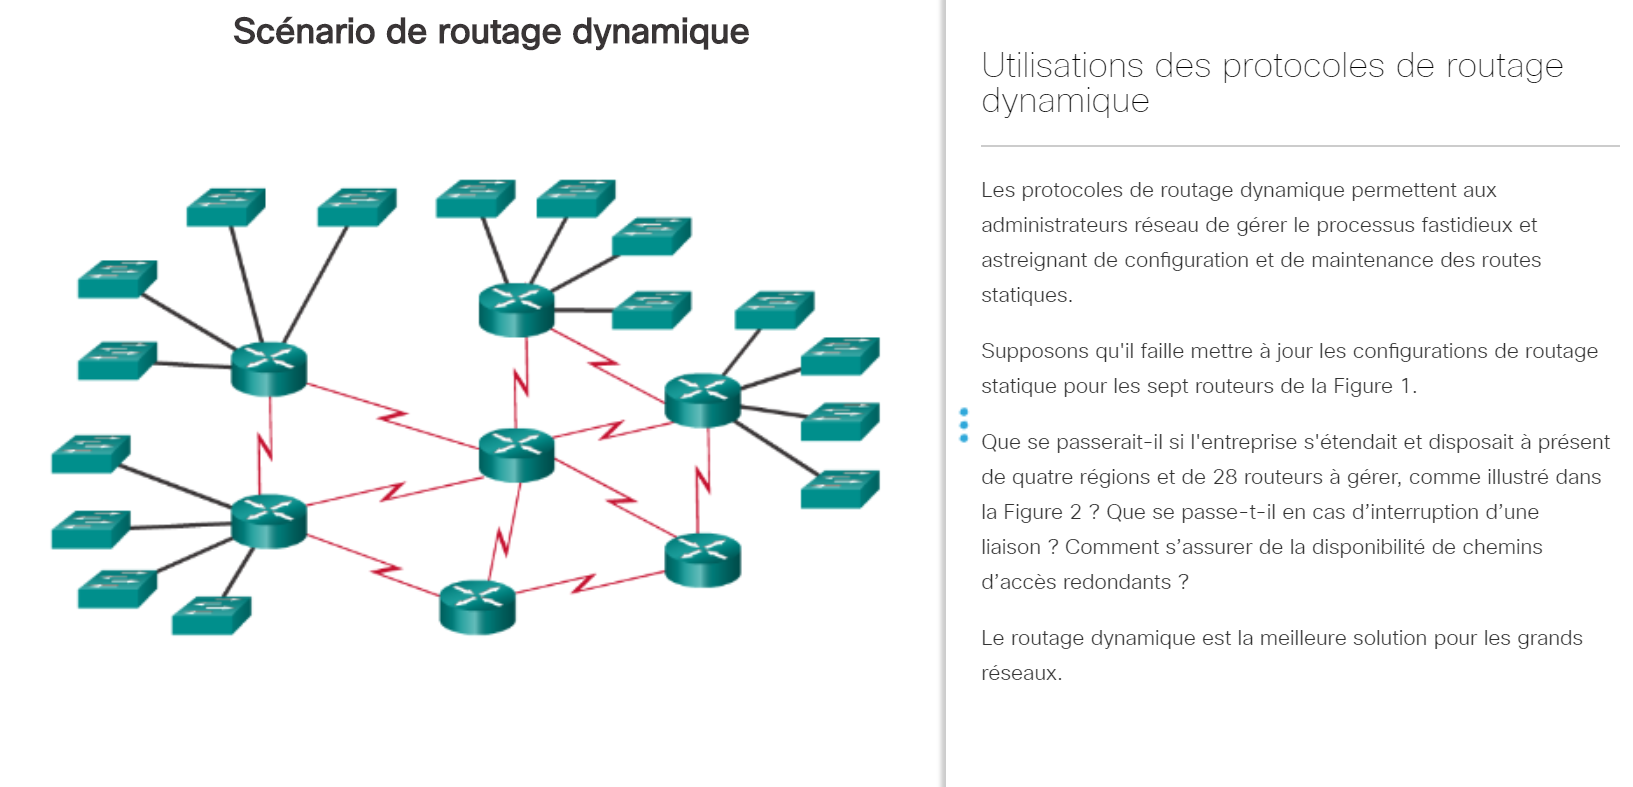 Scénario de routage dynamique
Utilisations des protocoles de routage
dynamique
Les protocoles de routage dynamique permettent aux
administrateurs réseau de gérer le processus fastidieux et
astreignant de configuration et de maintenance des routes
statiques.
Supposons qu'il faille mettre à jour les configurations de routage
statique pour les sept routeurs de la Figure 1.
Que se passerait-il si l'entreprise s'étendait et disposait à présent
de quatre régions et de 28 routeurs à gérer, comme illustré dans
la Figure 2 ? Que se passe-t-il en cas d’interruption d’une
liaison ? Comment s’assurer de la disponibilité de chemins
d’accès redondants ?
Le routage dynamique est la meilleure solution pour les grands
réseaux.